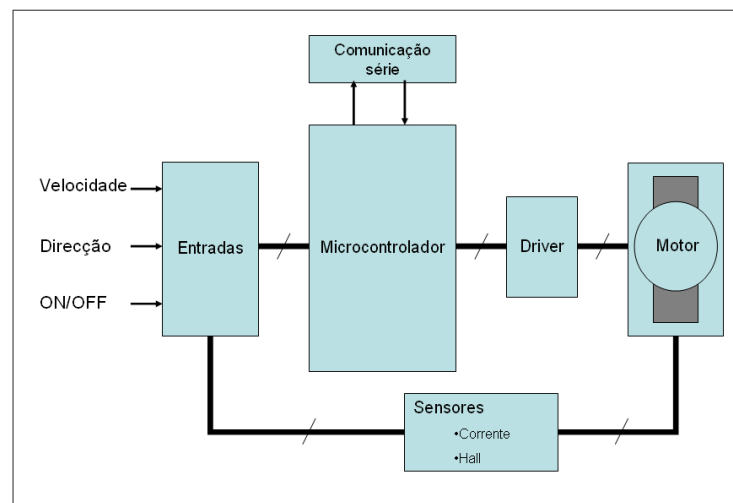 Comunicação
série
Velocidade
Direcção
ON/OFF
Entradas
Microcontrolador
Driver
Motor
Sensores
•Corrente
•Hall